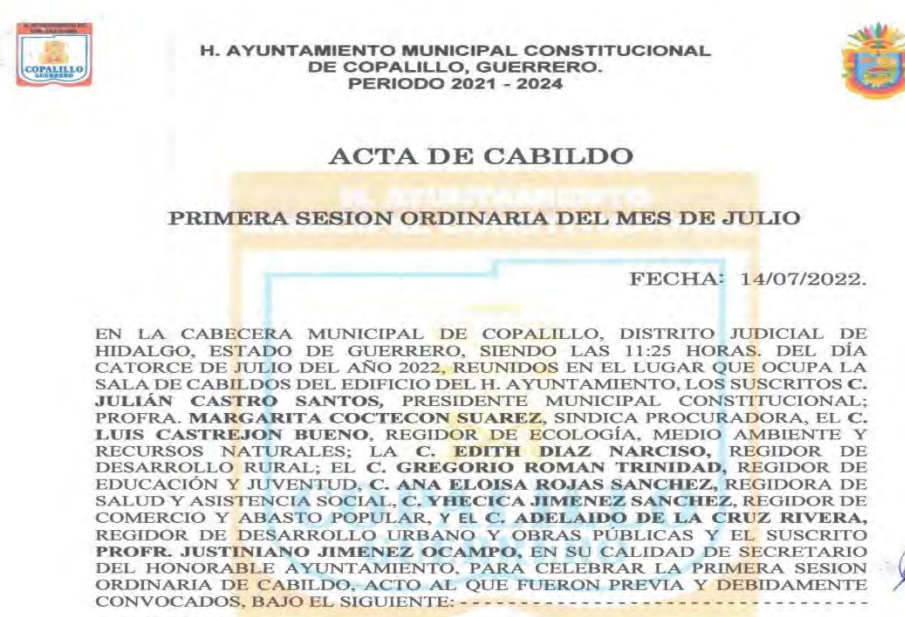 H. AYUNTAMIENTO MUNICIPAL CONSTITUCIONAL
DE COPALILLO, GUERRERO.
PERIODO 2021 - 2024
COPALILLO
GUERRERO
ACTA DE CABILDO
H. AYUNTAMIENTO
PRIMERA SESION ORDINARIA DEL MES DE JULIO
FECHA: 14/07/2022.
EN LA CABECERA MUNICIPAL DE COPALILLO, DISTRITO JUDICIAL DE
HIDALGO, ESTADO DE GUERRERO, SIENDO LAS 11:25 HORAS. DEL DÍA
CATORCE DE JULIO DEL AÑO 2022, REUNIDOS EN EL LUGAR QUE OCUPA LA
SALA DE CABILDOS DEL EDIFICIO DEL H. AYUNTAMIENTO, LOS SUSCRITOS C.
JULIÁN CASTRO SANTOS, PRESIDENTE MUNICIPAL CONSTITUCIONAL;
PROFRA. MARGARITA COCTECON SUAREZ, SINDICA PROCURADORA, EL C.
LUIS CASTREJON BUENO, REGIDOR DE ECOLOGÍA, MEDIO AMBIENTE Y
RECURSOS NATURALES; LA C. EDITH DIAZ NARCISO, REGIDOR DE
DESARROLLO RURAL; EL C. GREGORIO ROMAN TRINIDAD, REGIDOR DE
EDUCACIÓN Y JUVENTUD, C. ANA ELOISA ROJAS SANCHEZ, REGIDORA DE
SALUD Y ASISTENCIA SOCIAL, C. YHECICA JIMENEZ SANCHEZ, REGIDOR DE
COMERCIO Y ABASTO POPULAR, Y EL C. ADELAIDO DE LA CRUZ RIVERA,
REGIDOR DE DESARROLLO URBANO Y OBRAS PÚBLICAS Y EL SUSCRITO
PROFR. JUSTINIANO JIMENEZ OCAMPO, EN SU CALIDAD DE SECRETARIO
DEL HONORABLE AYUNTAMIENTO, PARA CELEBRAR LA PRIMERA SESION
ORDINARIA DE CABILDO, ACTO AL QUE FUERON PREVIA Y DEBIDAMENTE
CONVOCADOS, BAJO EL SIGUIENTE: - - - - - - - - - - - - - - - - - - - - - - - - - - - - - - -
COPALILLO